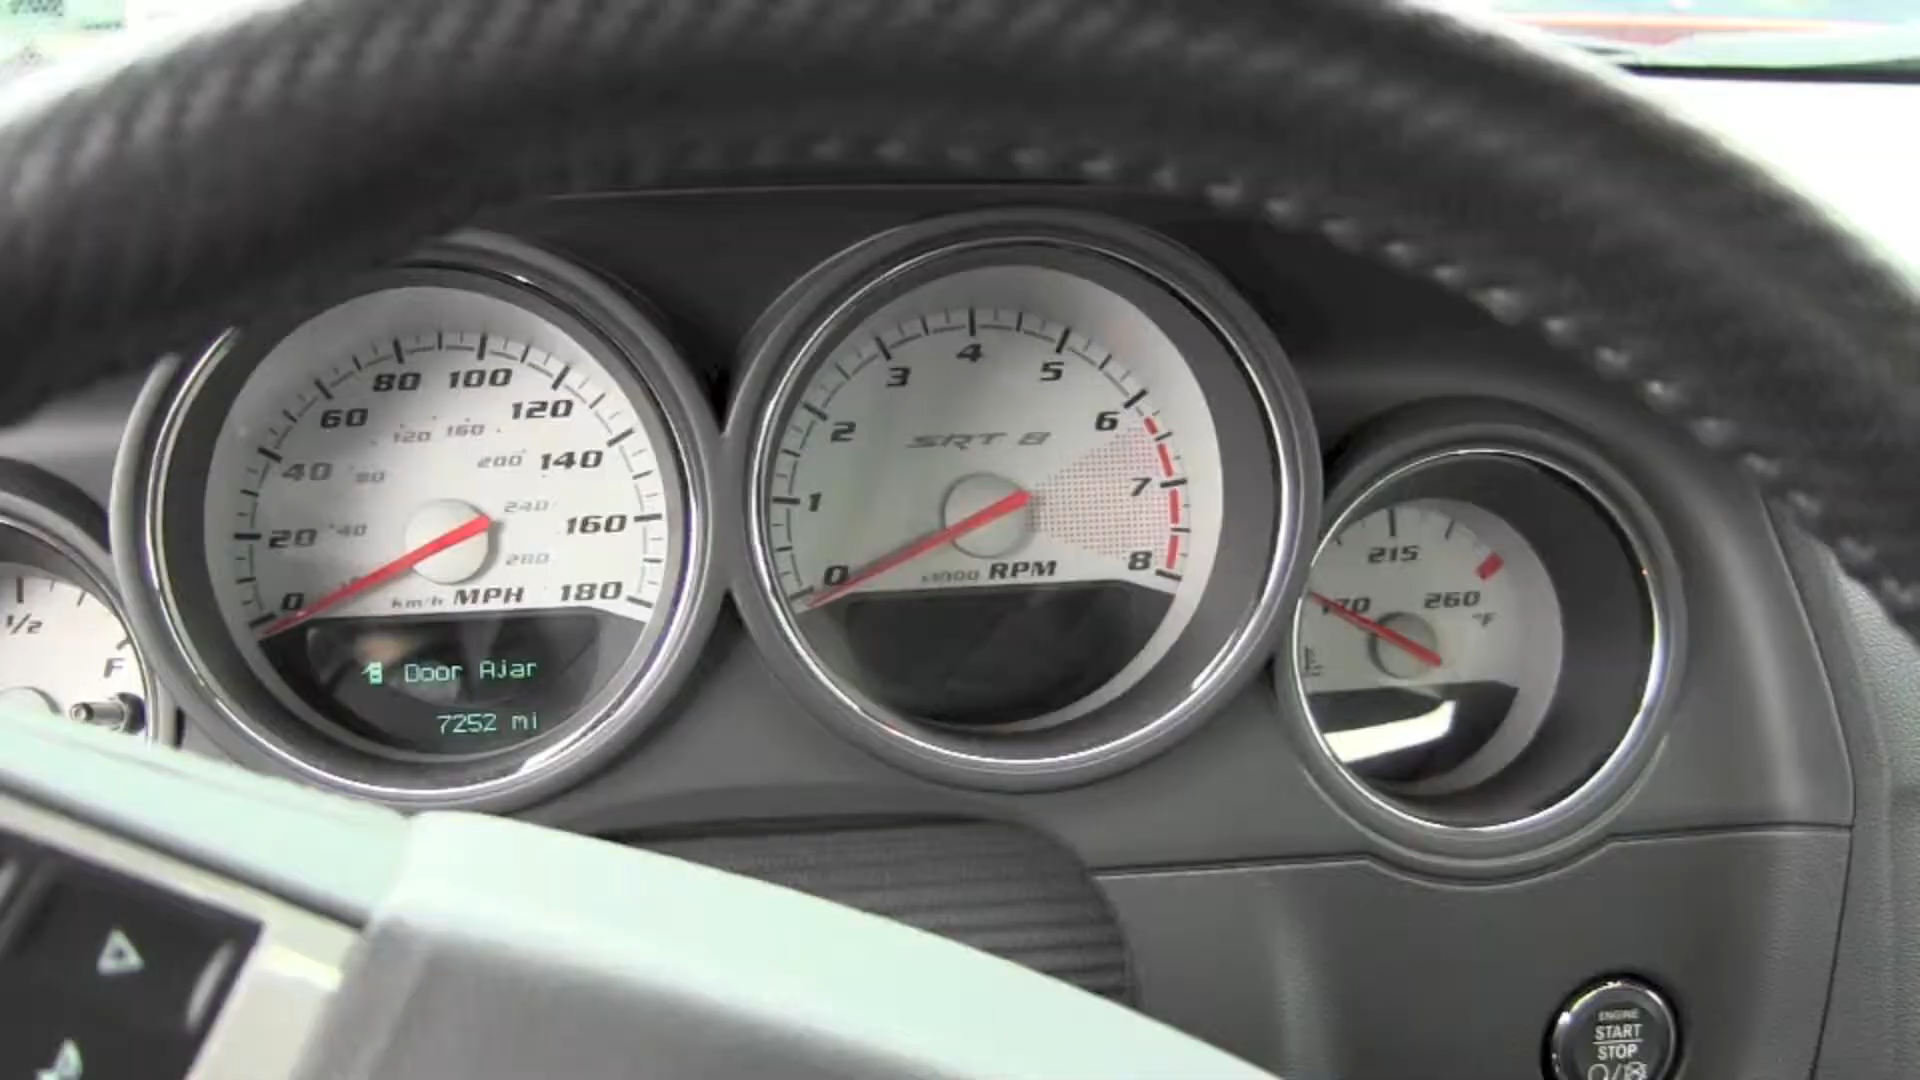 80 100
60 120
120 160
40 80 200 140
20 40 240 160
280
0 km/h MPH 180
Door Ajar
7252 mi
4
3 5
2 6
SRT 8
1 7
0 x1000 RPM 8
215
170 260
°F
1/2
F
ENGINE
START
STOP